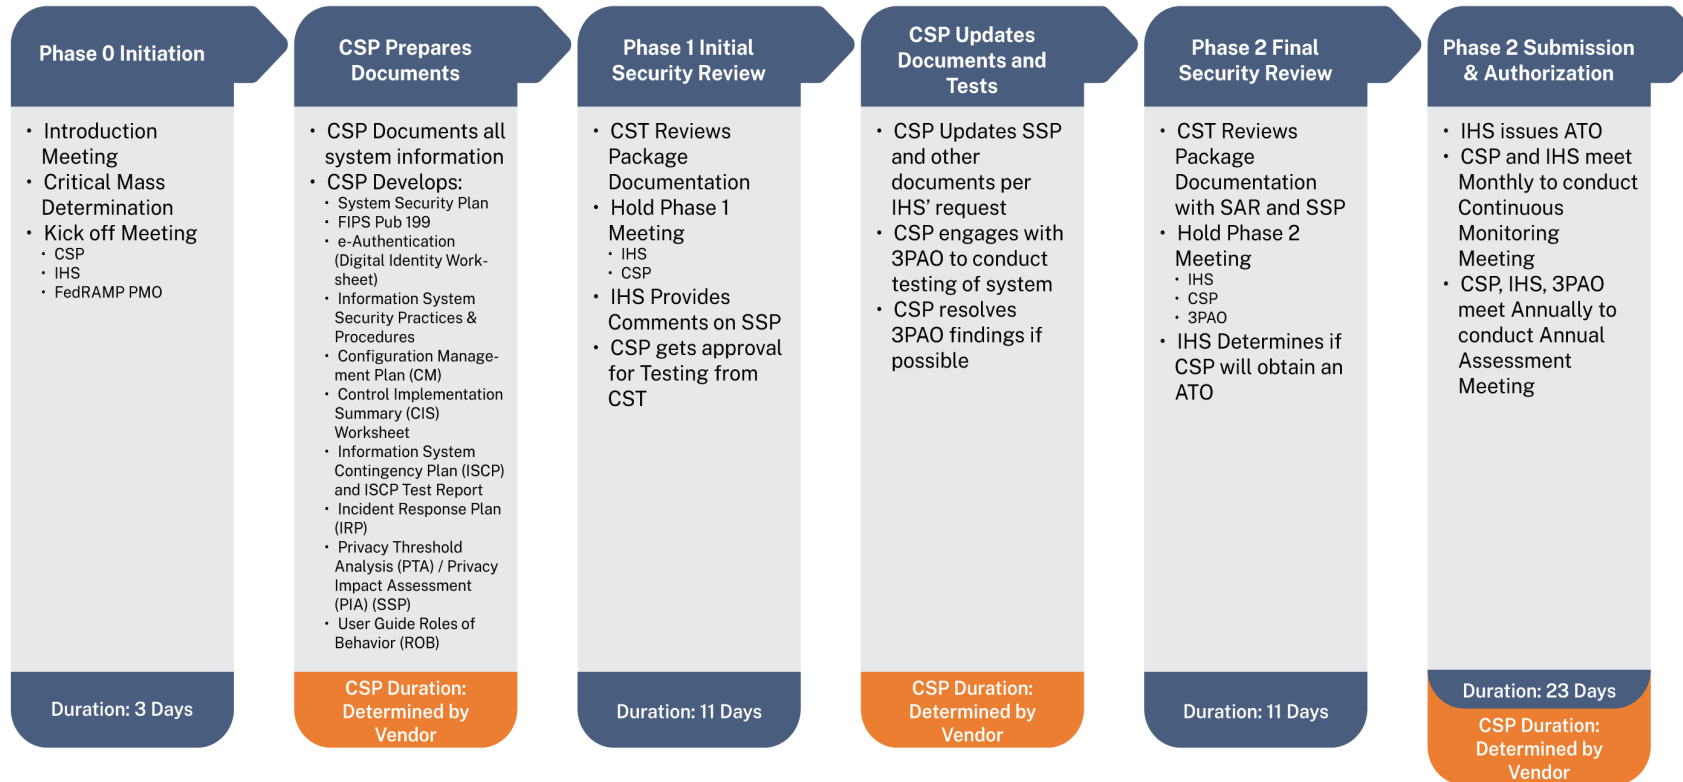 Phase 0 Initiation
• Introduction
Meeting
• Critical Mass
Determination
• Kick off Meeting
• CSP
• IHS
• FedRAMP PMO
Duration: 3 Days
CSP Prepares
Documents
• CSP Documents all
system information
• CSP Develops:
• System Security Plan
• FIPS Pub 199
• e-Authentication
(Digital Identity Work-
sheet)
• Information System
Security Practices &
Procedures
• Configuration Manage-
ment Plan (CM)
• Control Implementation
Summary (CIS)
Worksheet
• Information System
Contingency Plan (ISCP)
and ISCP Test Report
• Incident Response Plan
(IRP)
• Privacy Threshold
Analysis (PTA) / Privacy
Impact Assessment
(PIA) (SSP)
• User Guide Roles of
Behavior (ROB)
CSP Duration:
Determined by
Vendor
Phase 1 Initial
Security Review
• CST Reviews
Package
Documentation
• Hold Phase 1
Meeting
• IHS
• CSP
• IHS Provides
Comments on SSP
• CSP gets approval
for Testing from
CST
Duration: 11 Days
CSP Updates
Documents and
Tests
• CSP Updates SSP
and other
documents per
IHS’ request
• CSP engages with
3PAO to conduct
testing of system
• CSP resolves
3PAO findings if
possible
CSP Duration:
Determined by
Vendor
Phase 2 Final
Security Review
• CST Reviews
Package
Documentation
with SAR and SSP
• Hold Phase 2
Meeting
• IHS
• CSP
• 3PAO
• IHS Determines if
CSP will obtain an
ATO
Duration: 11 Days
Phase 2 Submission
& Authorization
• IHS issues ATO
• CSP and IHS meet
Monthly to conduct
Continuous
Monitoring
Meeting
• CSP, IHS, 3PAO
meet Annually to
conduct Annual
Assessment
Meeting
Duration: 23 Days
CSP Duration:
Determined by
Vendor